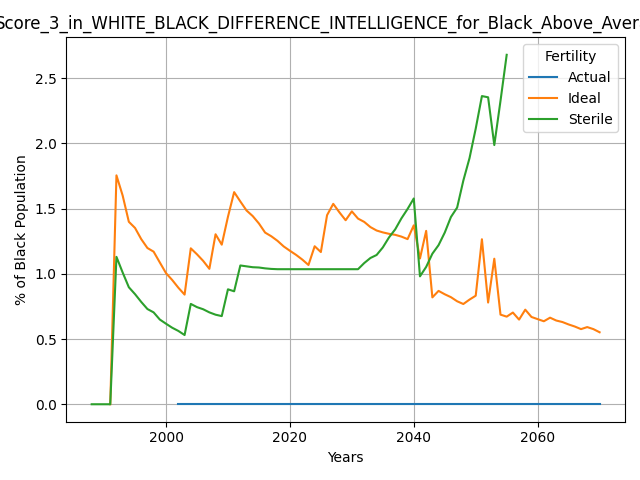 Score_3_in_WHITE_BLACK_DIFFERENCE_INTELLIGENCE_for_Black_Above_Aver
Fertility
Actual
Ideal
Sterile
% of Black Population
2.5
2.0
1.5
1.0
0.5
0.0
2000
2020
2040
2060
Years